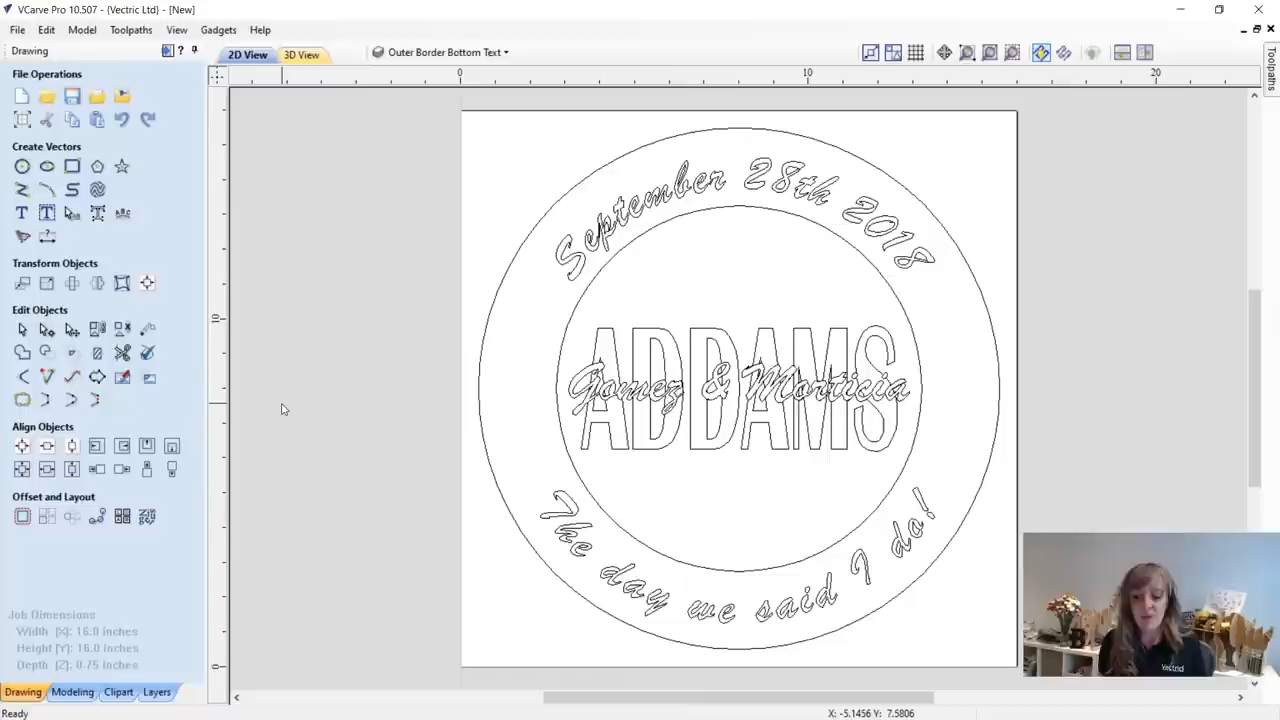 VCarve Pro 10.507 - {Vectric Ltd} - [New]
File Edit Model Toolpaths View Gadgets Help
Drawing
2D View 3D View Outer Border Bottom Text
Toolpaths
File Operations
Create Vectors
Transform Objects
Edit Objects
Align Objects
Offset and Layout
0 10 20
10
0
September 28th 2018
ADDAMS
Gomez & Morticia
The day we said I do!
Vectric
Job Dimensions
Width [X]: 16.0 inches
Height [Y]: 16.0 inches
Depth [Z]: 0.75 inches
Drawing Modeling Clipart Layers
Ready X: -5.1456 Y: 7.5806